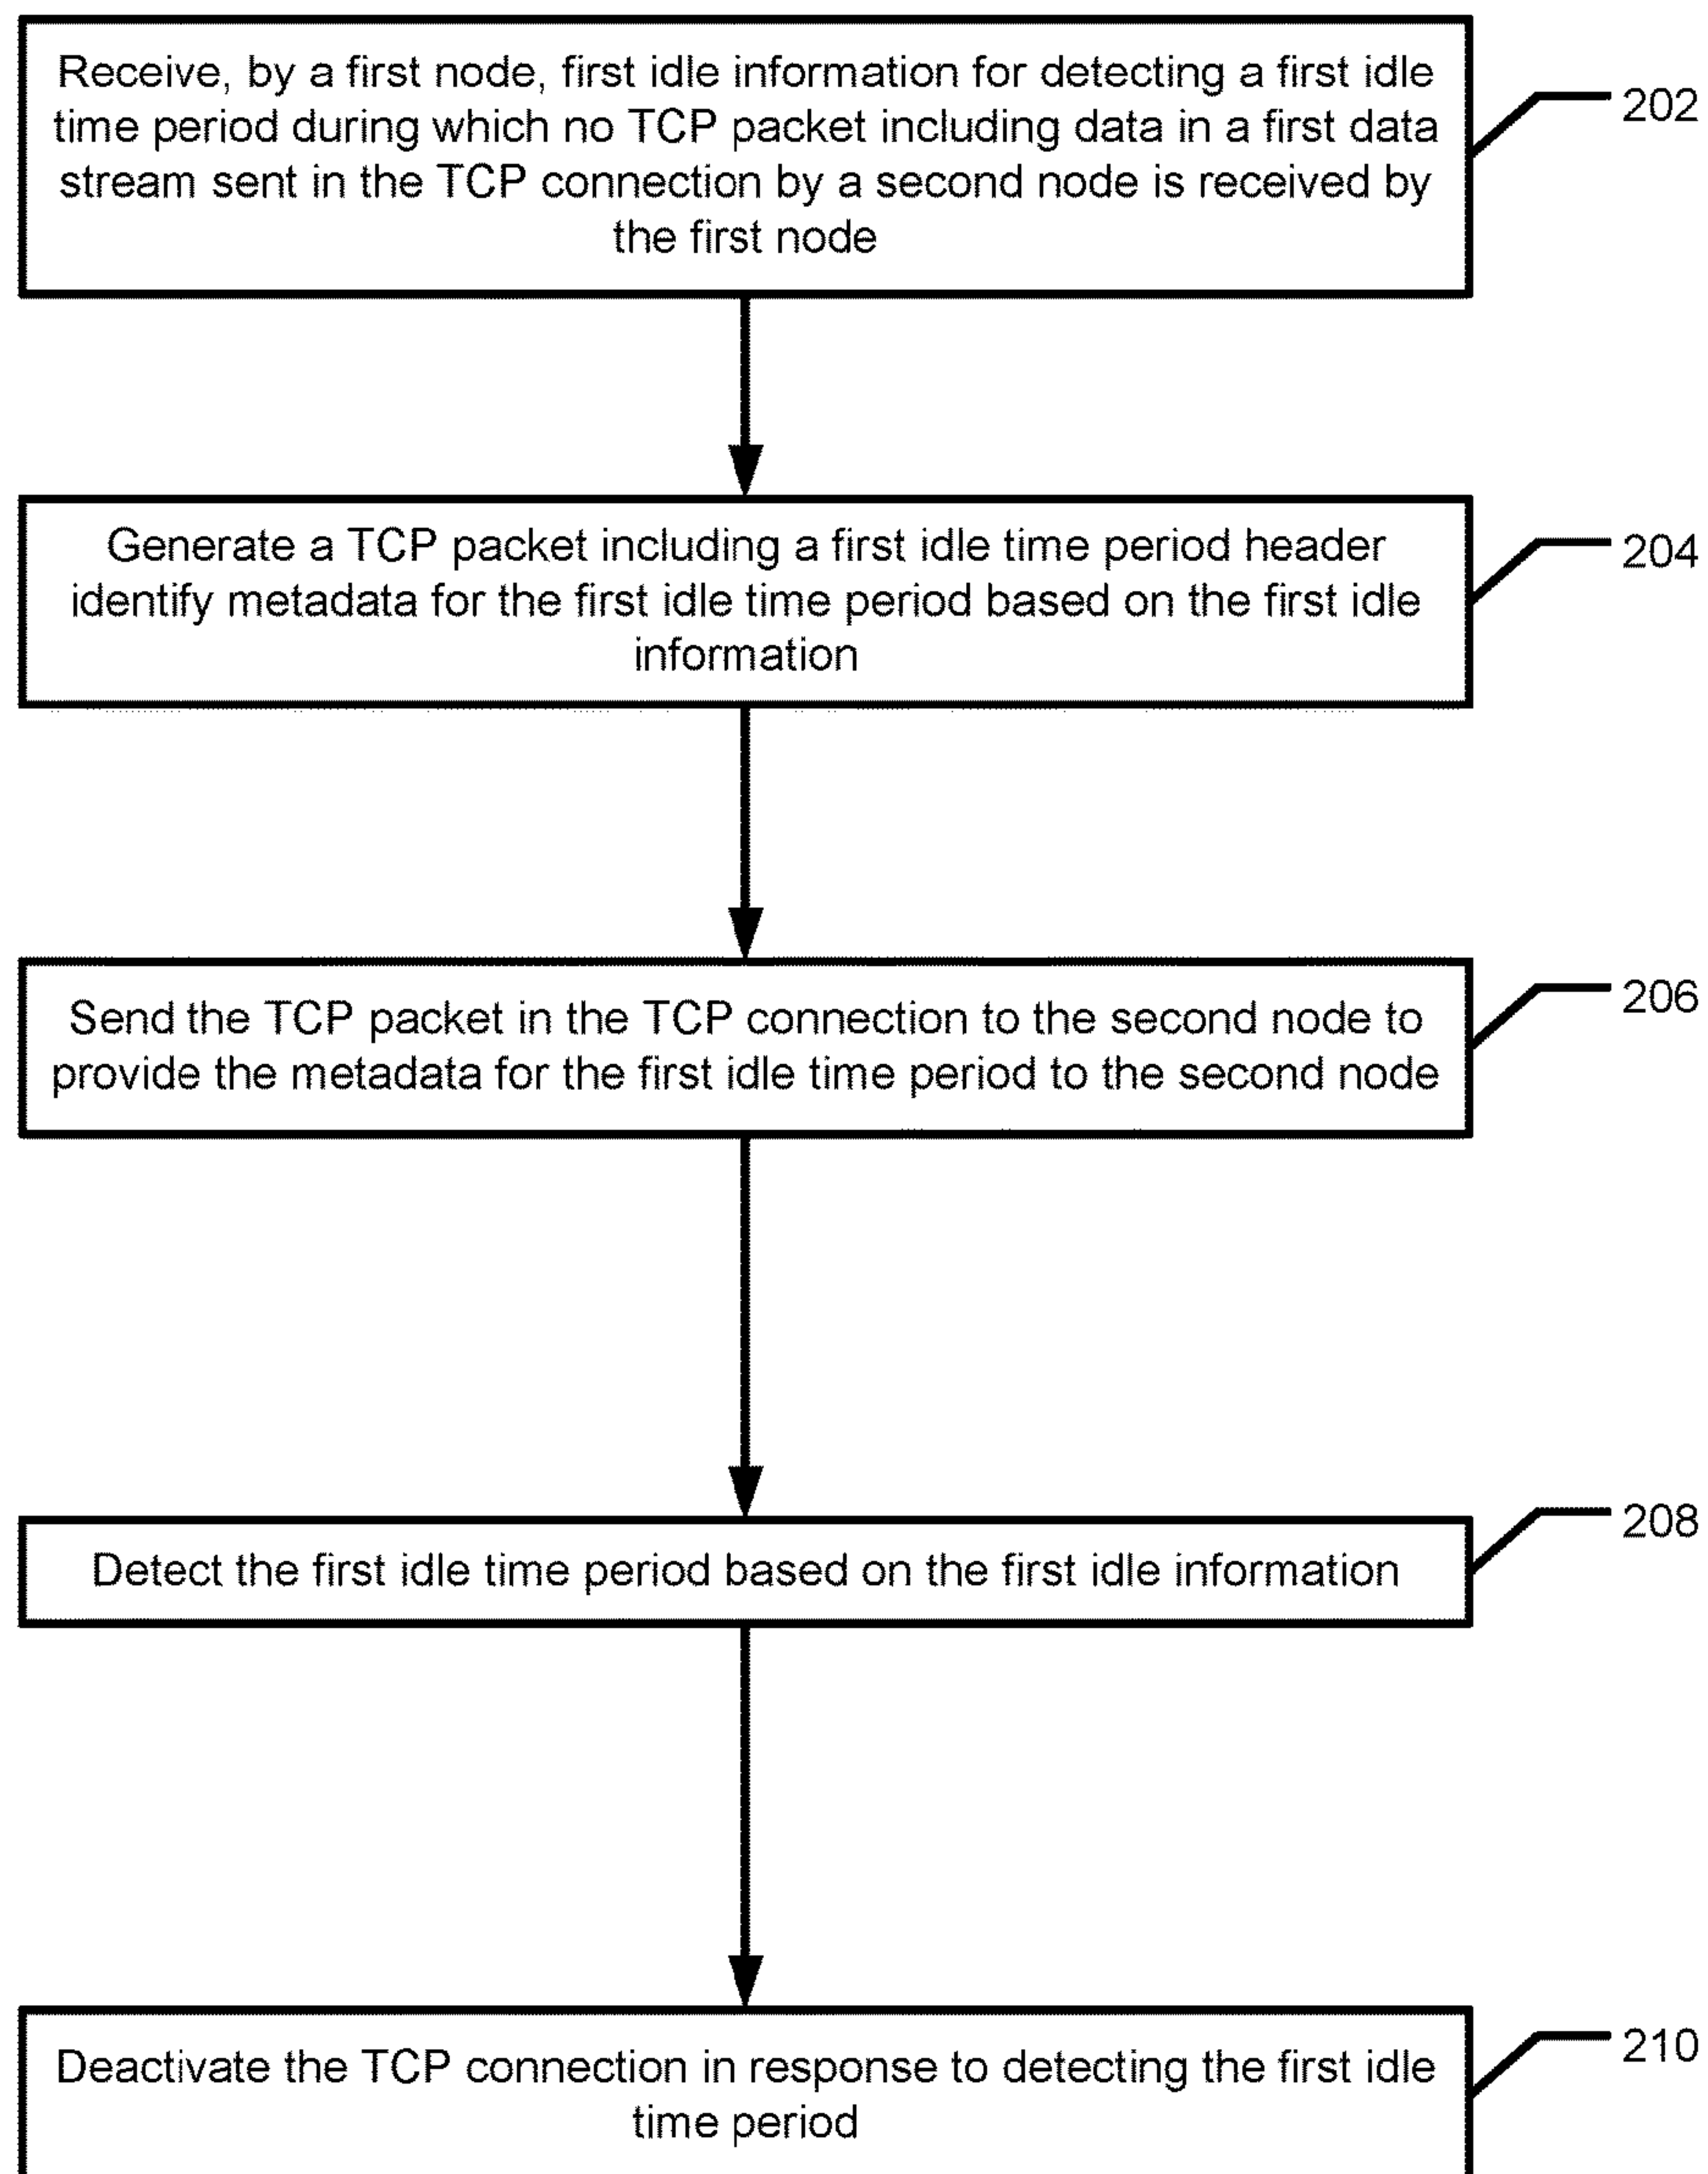 Receive, by a first node, first idle information for detecting a first idle
time period during which no TCP packet including data in a first data
stream sent in the TCP connection by a second node is received by
the first node
202
Generate a TCP packet including a first idle time period header
identify metadata for the first idle time period based on the first idle
information
204
Send the TCP packet in the TCP connection to the second node to
provide the metadata for the first idle time period to the second node
206
Detect the first idle time period based on the first idle information
208
Deactivate the TCP connection in response to detecting the first idle
time period
210